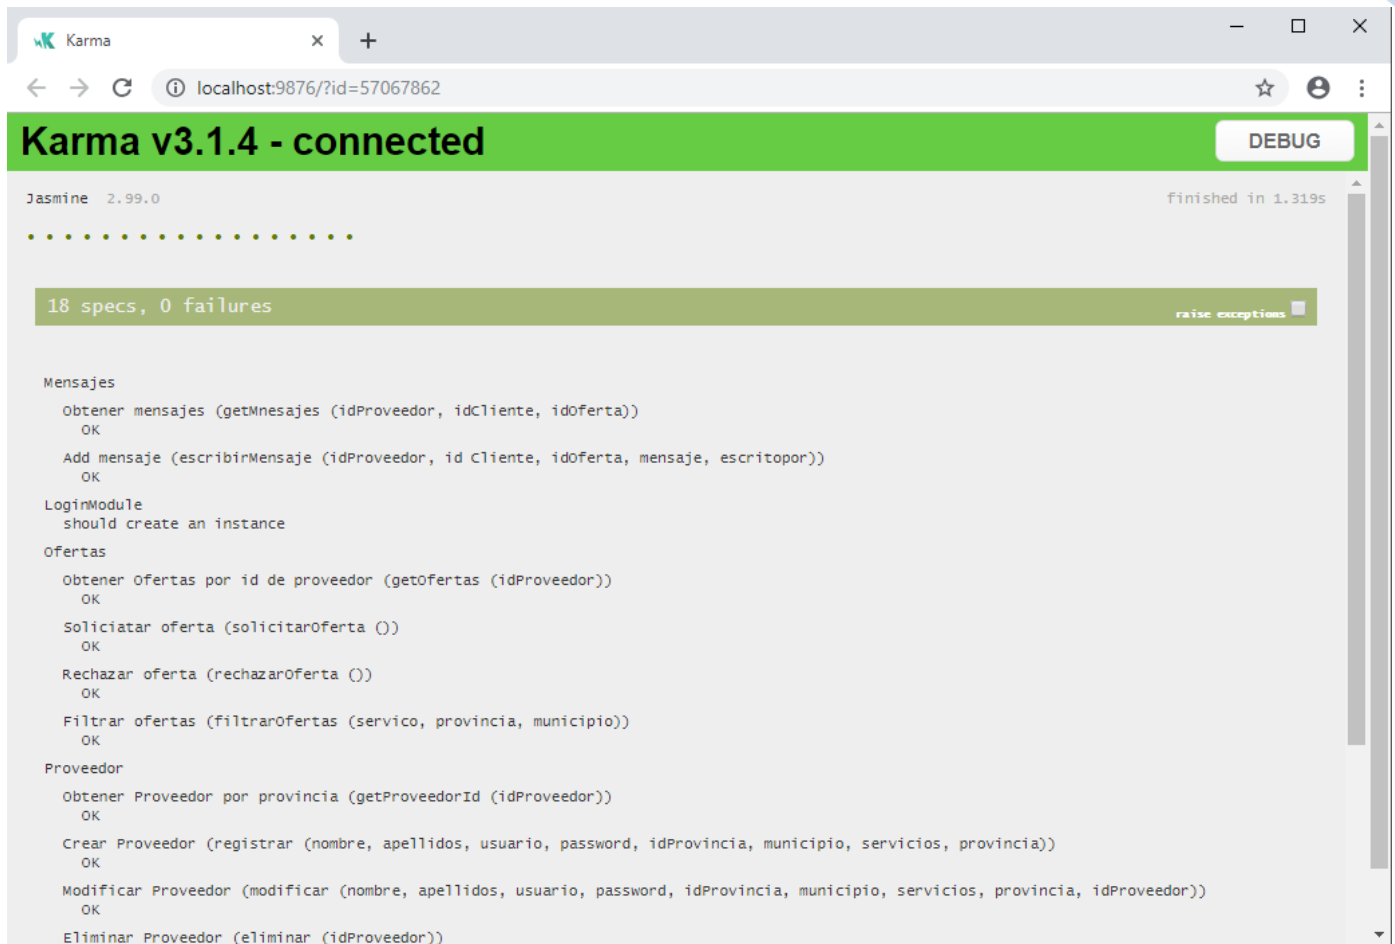 Karma
localhost:9876/?id=57067862
Karma v3.1.4 - connected
DEBUG
Jasmine 2.99.0
finished in 1.319s
18 specs, 0 failures
raise exceptions
Mensajes
Obtener mensajes (getMnesajes (idProveedor, idCliente, idOferta))
OK
Add mensaje (escribirMensaje (idProveedor, id Cliente, idOferta, mensaje, escritopor))
OK
LoginModule
should create an instance
Ofertas
Obtener Ofertas por id de proveedor (getOfertas (idProveedor))
OK
Soliciatar oferta (solicitarOferta ())
OK
Rechazar oferta (rechazarOferta ())
OK
Filtrar ofertas (filtrarOfertas (servico, provincia, municipio))
OK
Proveedor
Obtener Proveedor por provincia (getProveedorId (idProveedor))
OK
Crear Proveedor (registrar (nombre, apellidos, usuario, password, idProvincia, municipio, servicios, provincia))
OK
Modificar Proveedor (modificar (nombre, apellidos, usuario, password, idProvincia, municipio, servicios, provincia, idProveedor))
OK
Eliminar Proveedor (eliminar (idProveedor))